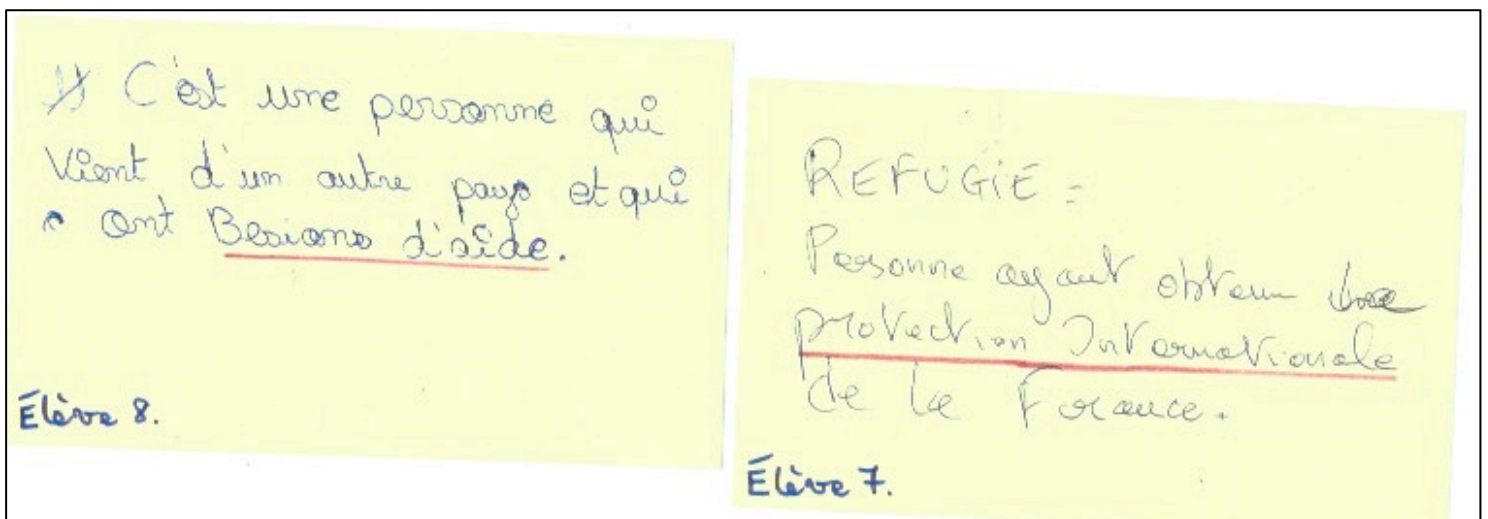 1) C'est une personne qui
vient d'un autre pays et qui
ont Besions d'aide.
Élève 8.
REFUGIE =
Personne ayant obtenu une
protection Internationale
de la France.
Élève 7.